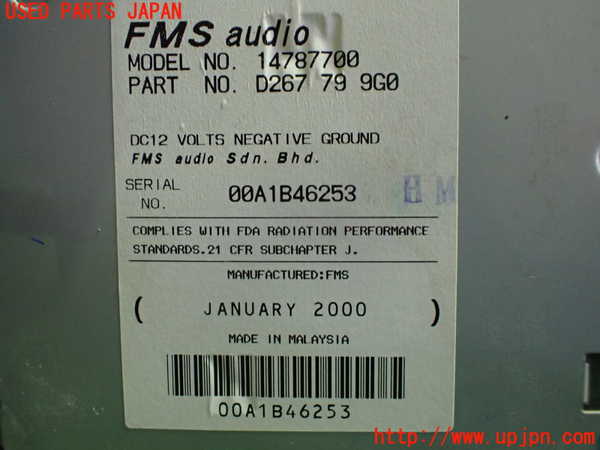 USED PARTS JAPAN
FMS audio
MODEL NO. 14787700
PART NO. D267 79 9G0
DC12 VOLTS NEGATIVE GROUND
FMS audio Sdn. Bhd.
SERIAL NO. 00A1B46253
H M
COMPLIES WITH FDA RADIATION PERFORMANCE
STANDARDS.21 CFR SUBCHAPTER J.
MANUFACTURED:FMS
( JANUARY 2000 )
MADE IN MALAYSIA
00A1B46253
http://www.upjpn.com/